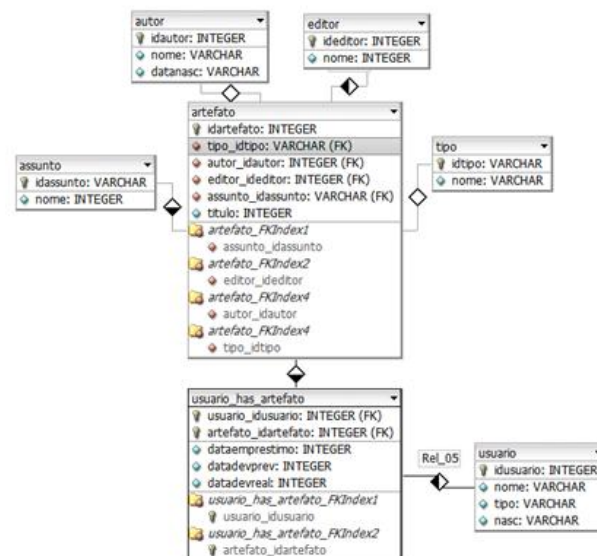 autor
idautor: INTEGER
nome: VARCHAR
datanasc: VARCHAR
editor
ideditor: INTEGER
nome: INTEGER
artefato
idartefato: INTEGER
tipo_idtipo: VARCHAR (FK)
autor_idautor: INTEGER (FK)
editor_ideditor: INTEGER (FK)
assunto_idassunto: VARCHAR (FK)
titulo: INTEGER
artefato_FKIndex1
assunto_idassunto
artefato_FKIndex2
editor_ideditor
artefato_FKIndex4
autor_idautor
artefato_FKIndex4
tipo_idtipo
assunto
idassunto: VARCHAR
nome: INTEGER
tipo
idtipo: VARCHAR
nome: VARCHAR
usuario_has_artefato
usuario_idusuario: INTEGER (FK)
artefato_idartefato: INTEGER (FK)
dataemprestimo: INTEGER
datadevprev: INTEGER
datadevreal: INTEGER
usuario_has_artefato_FKIndex1
usuario_idusuario
usuario_has_artefato_FKIndex2
artefato_idartefato
Rel_05
usuario
idusuario: INTEGER
nome: VARCHAR
tipo: VARCHAR
nasc: VARCHAR